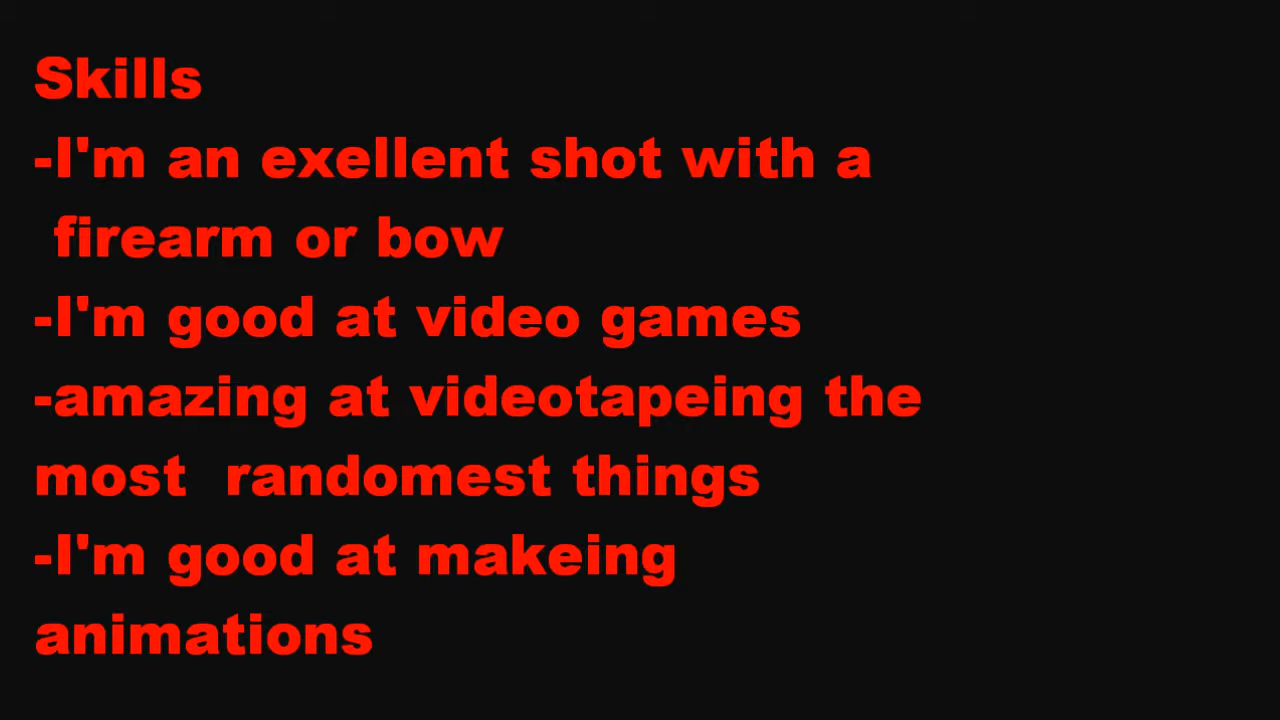 Skills
-I'm an exellent shot with a
firearm or bow
-I'm good at video games
-amazing at videotapeing the
most  randomest things
-I'm good at makeing
animations